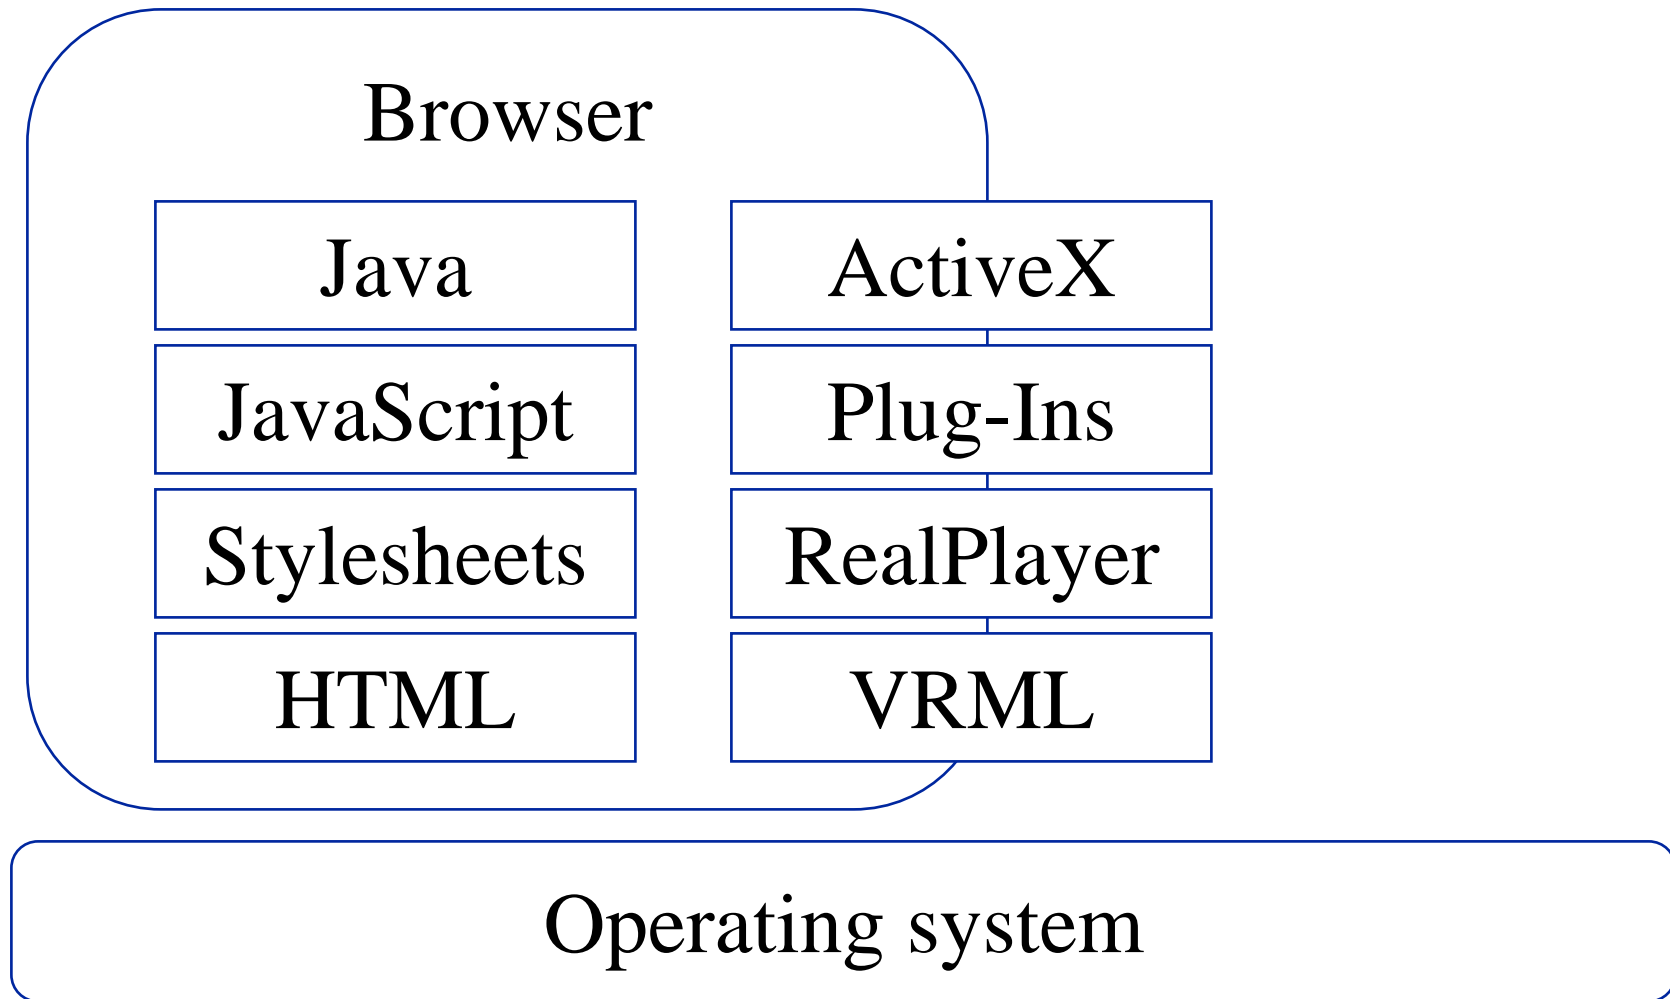 Browser
Java
ActiveX
JavaScript
Plug-Ins
Stylesheets
RealPlayer
HTML
VRML
Operating system